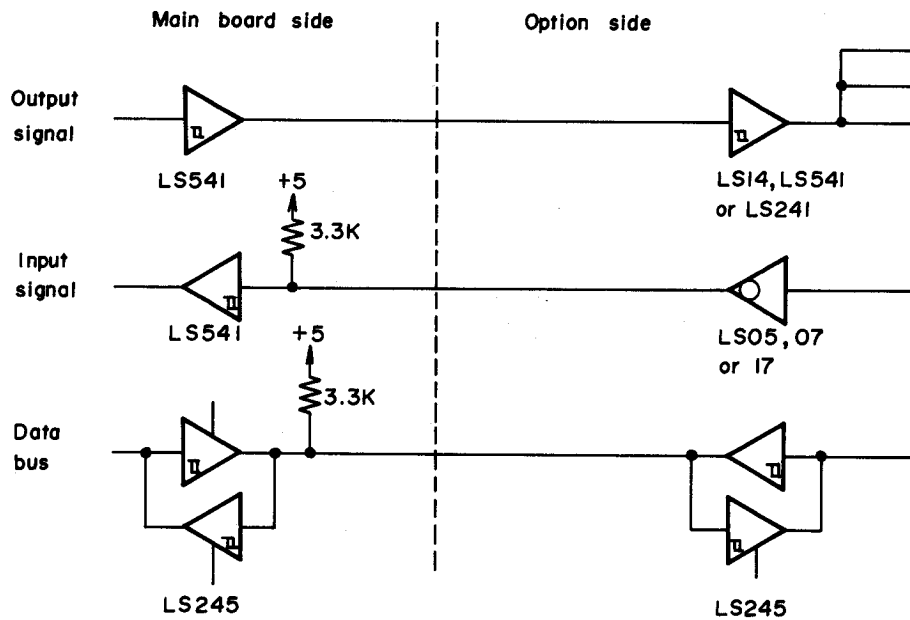 Main board side
Option side
Output
signal
LS541
LS14, LS541
or LS241
+5
3.3K
Input
signal
LS541
LS05, 07
or 17
+5
3.3K
Data
bus
LS245
LS245